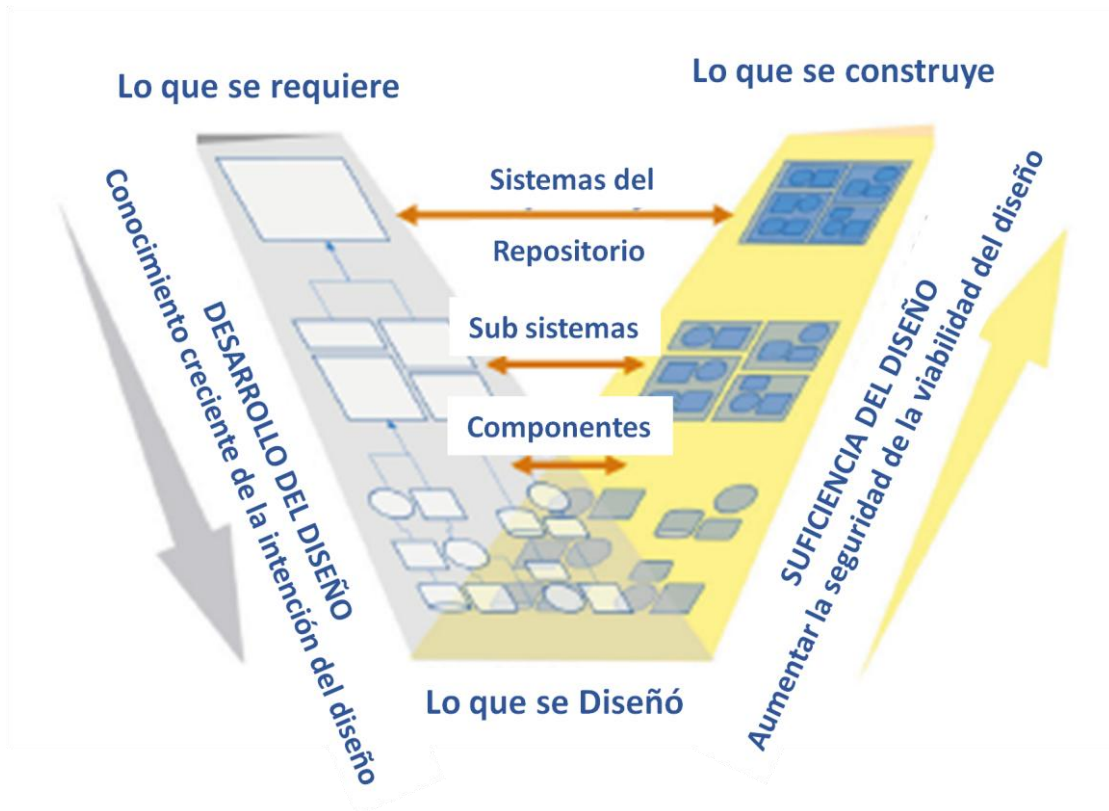 Lo que se requiere
Lo que se construye
Sistemas del
Repositorio
Sub sistemas
Componentes
DESARROLLO DEL DISEÑO
Conocimiento creciente de la intención del diseño
SUFICIENCIA DEL DISEÑO
Aumentar la seguridad de la viabilidad del diseño
Lo que se Diseñó